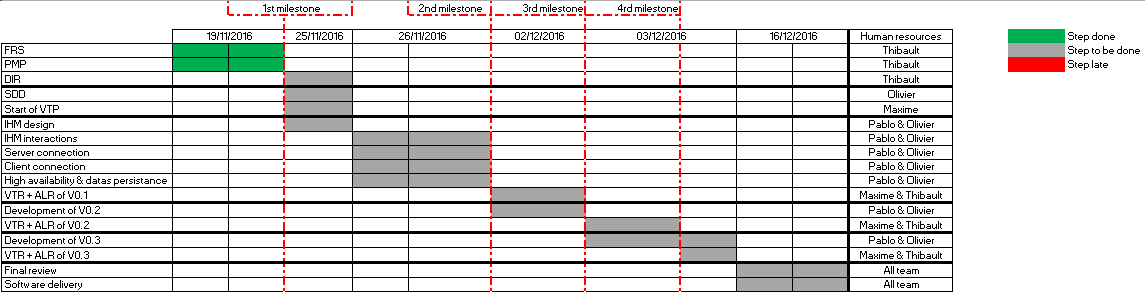 1st milestone 2nd milestone 3rd milestone 4rd milestone
19/11/2016 25/11/2016 26/11/2016 02/12/2016 03/12/2016 16/12/2016 Human resources
FRS Thibault
PMP Thibault
DIR Thibault
SDD Olivier
Start of VTP Maxime
IHM design Pablo & Olivier
IHM interactions Pablo & Olivier
Server connection Pablo & Olivier
Client connection Pablo & Olivier
High availability & datas persistance Pablo & Olivier
VTR + ALR of V0.1 Maxime & Thibault
Development of V0.2 Pablo & Olivier
VTR + ALR of V0.2 Maxime & Thibault
Development of V0.3 Pablo & Olivier
VTR + ALR of V0.3 Maxime & Thibault
Final review All team
Software delivery All team
Step done
Step to be done
Step late